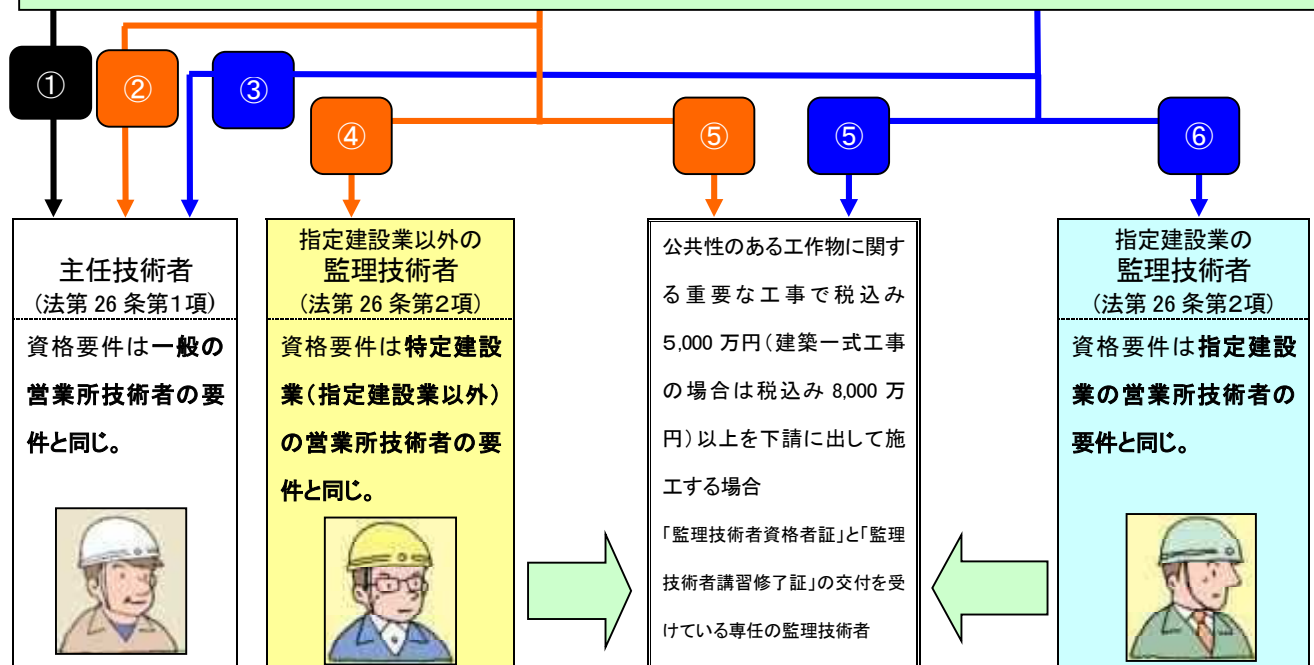 ①
②
③
④
⑤
⑤
⑥
主任技術者
(法第 26 条第1項)
資格要件は一般の
営業所技術者の要
件と同じ。
指定建設業以外の
監理技術者
(法第 26 条第2項)
資格要件は特定建設
業(指定建設業以外)
の営業所技術者の要
件と同じ。
公共性のある工作物に関す
る重要な工事で税込み
5,000 万円(建築一式工事
の場合は税込み 8,000 万
円)以上を下請に出して施
工する場合
「監理技術者資格者証」と「監理
技術者講習修了証」の交付を受
けている専任の監理技術者
指定建設業の
監理技術者
(法第 26 条第2項)
資格要件は指定建設
業の営業所技術者の
要件と同じ。